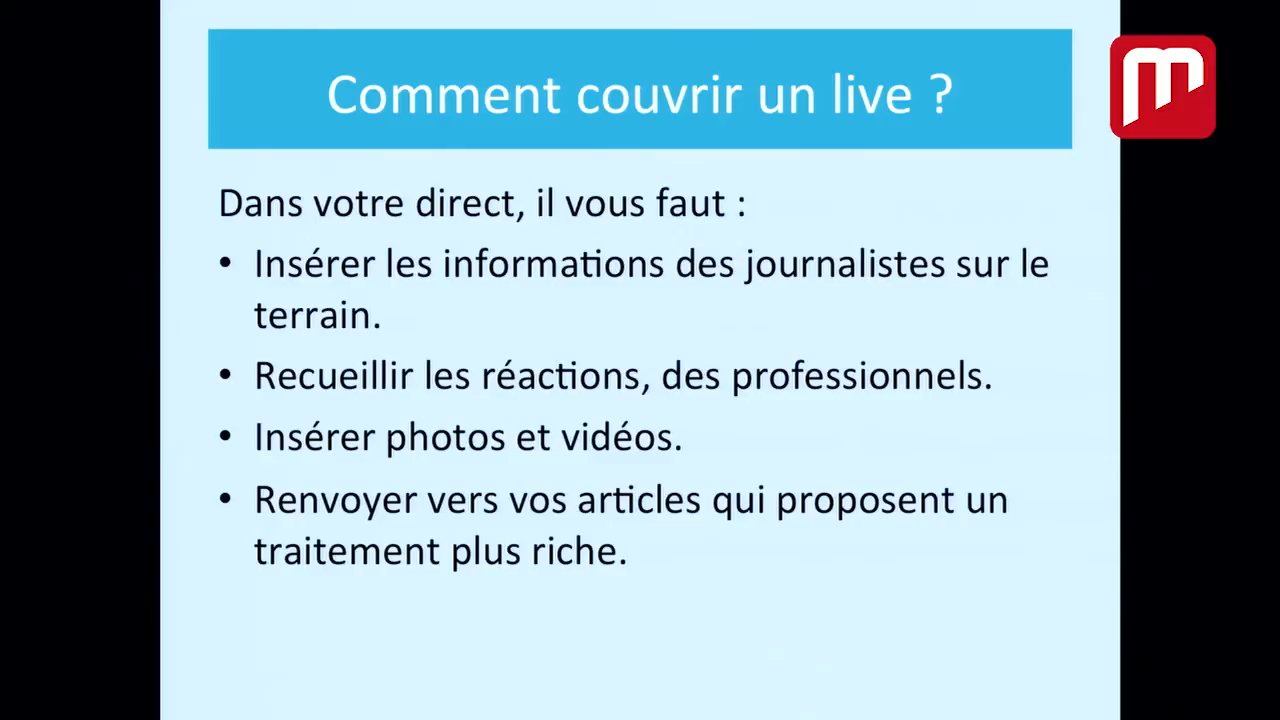 Comment couvrir un live ?
Dans votre direct, il vous faut :
• Insérer les informations des journalistes sur le
terrain.
• Recueillir les réactions, des professionnels.
• Insérer photos et vidéos.
• Renvoyer vers vos articles qui proposent un
traitement plus riche.